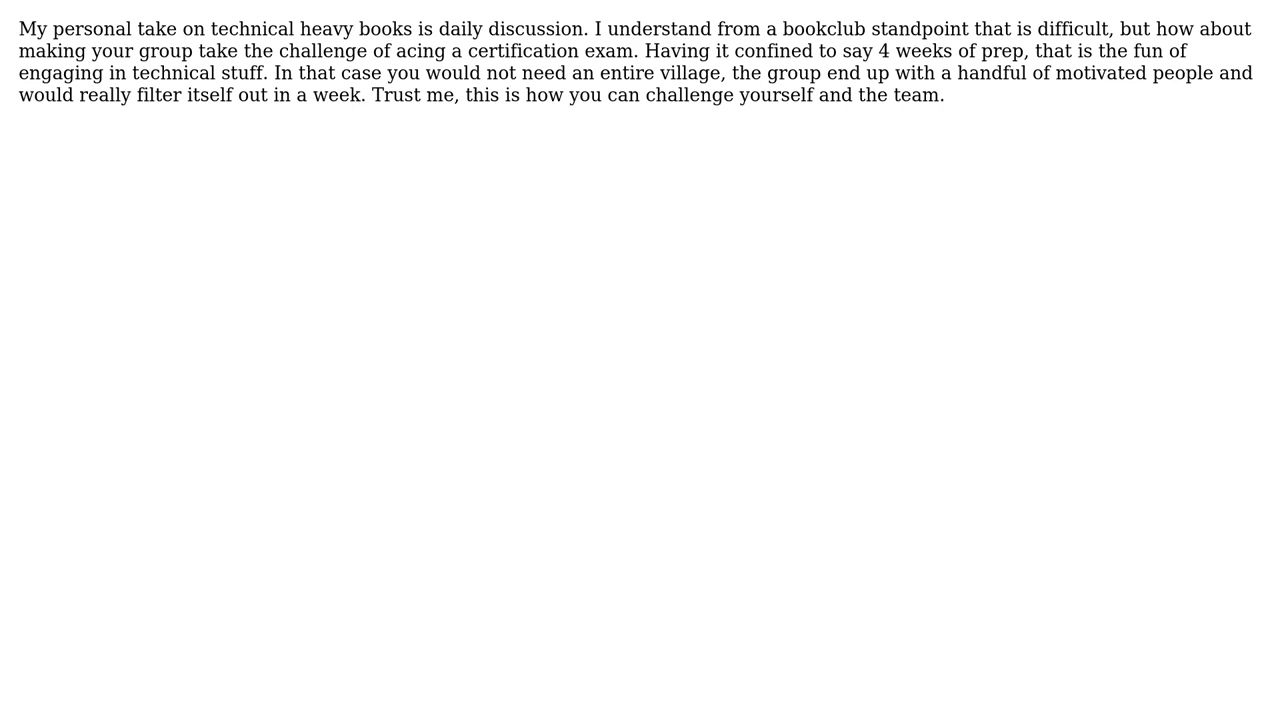 My personal take on technical heavy books is daily discussion. I understand from a bookclub standpoint that is difficult, but how about
making your group take the challenge of acing a certification exam. Having it confined to say 4 weeks of prep, that is the fun of
engaging in technical stuff. In that case you would not need an entire village, the group end up with a handful of motivated people and
would really filter itself out in a week. Trust me, this is how you can challenge yourself and the team.